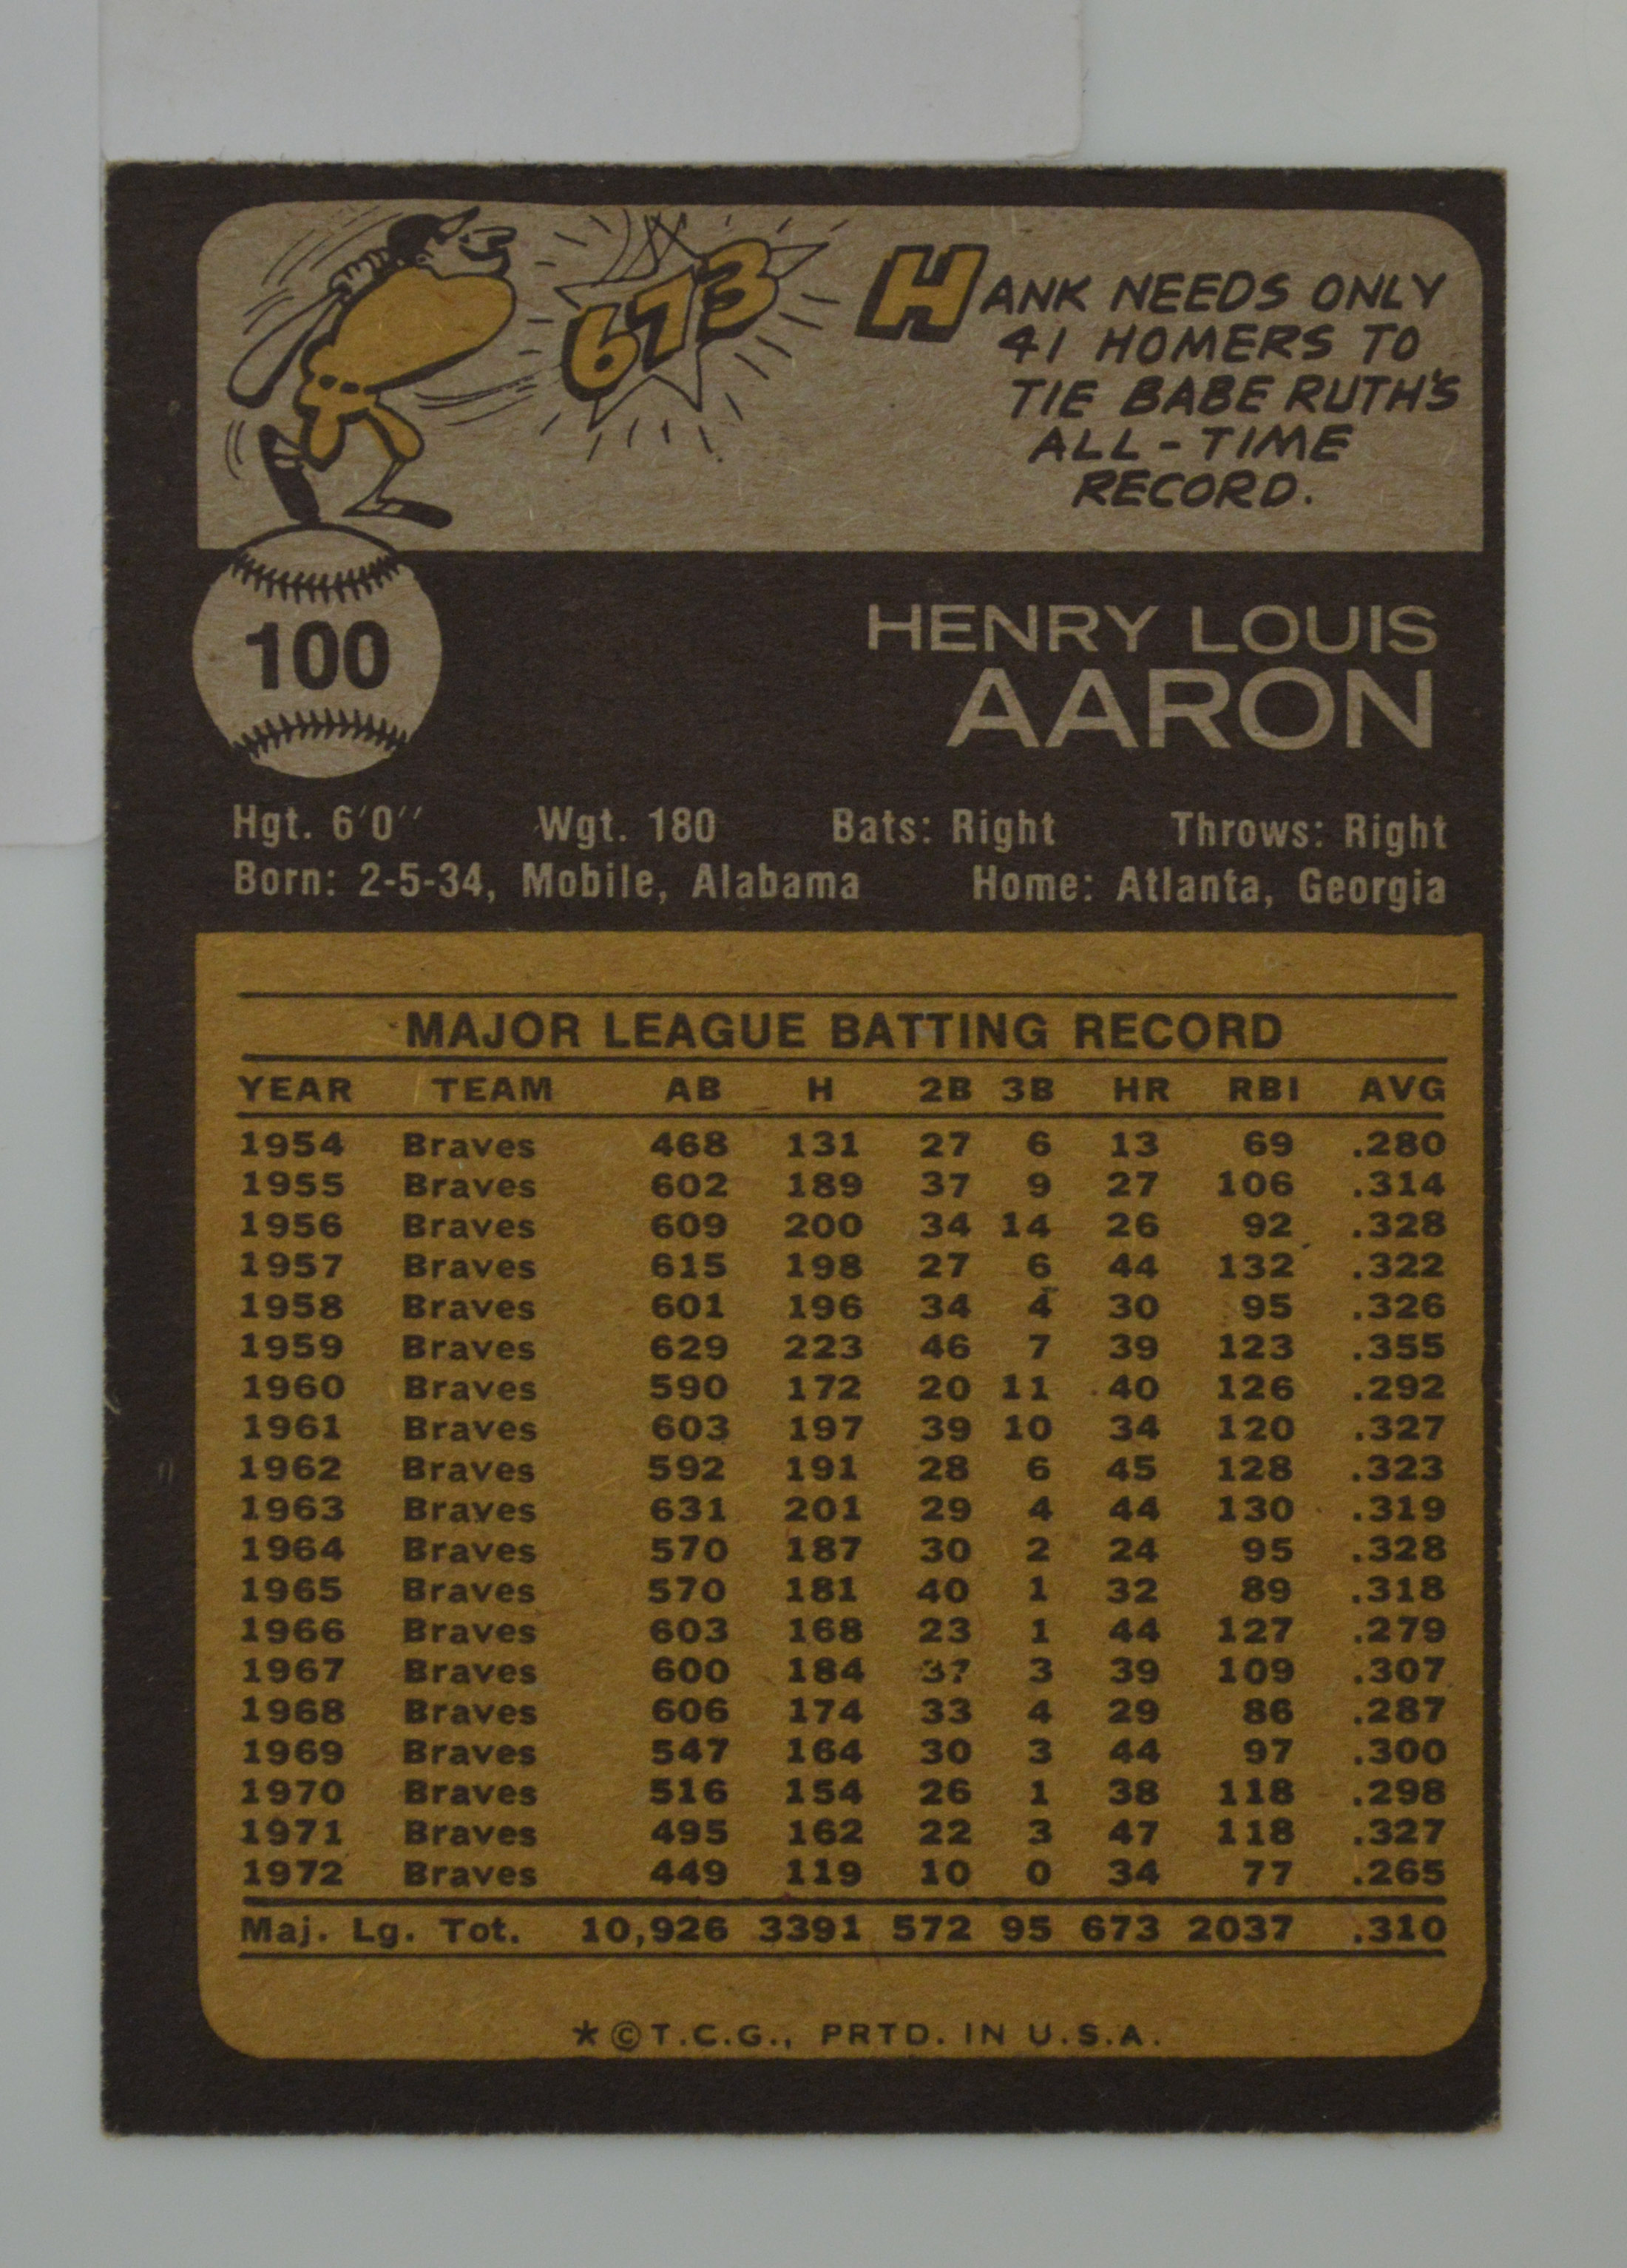 673
HANK NEEDS ONLY
41 HOMERS TO
TIE BABE RUTH'S
ALL-TIME
RECORD.
100
HENRY LOUIS
AARON
Hgt. 6'0" Wgt. 180 Bats: Right Throws: Right
Born: 2-5-34, Mobile, Alabama Home: Atlanta, Georgia
MAJOR LEAGUE BATTING RECORD
YEAR TEAM AB H 2B 3B HR RBI AVG
1954 Braves 468 131 27 6 13 69 .280
1955 Braves 602 189 37 9 27 106 .314
1956 Braves 609 200 34 14 26 92 .328
1957 Braves 615 198 27 6 44 132 .322
1958 Braves 601 196 34 4 30 95 .326
1959 Braves 629 223 46 7 39 123 .355
1960 Braves 590 172 20 11 40 126 .292
1961 Braves 603 197 39 10 34 120 .327
1962 Braves 592 191 28 6 45 128 .323
1963 Braves 631 201 29 4 44 130 .319
1964 Braves 570 187 30 2 24 95 .328
1965 Braves 570 181 40 1 32 89 .318
1966 Braves 603 168 23 1 44 127 .279
1967 Braves 600 184 37 3 39 109 .307
1968 Braves 606 174 33 4 29 86 .287
1969 Braves 547 164 30 3 44 97 .300
1970 Braves 516 154 26 1 38 118 .298
1971 Braves 495 162 22 3 47 118 .327
1972 Braves 449 119 10 0 34 77 .265
Maj. Lg. Tot. 10,926 3391 572 95 673 2037 .310
*©T.C.G., PRTD. IN U.S.A.